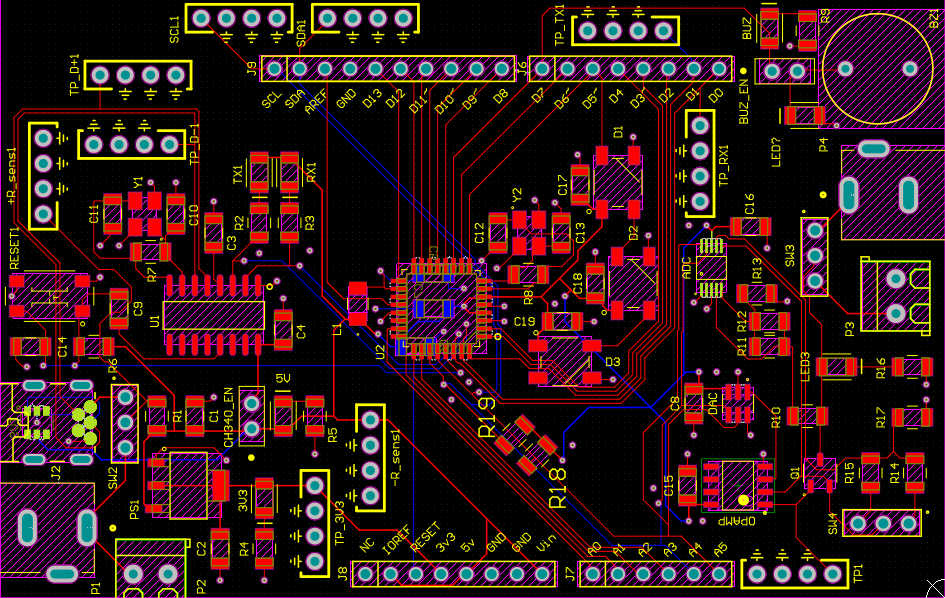 SCL1
SDA1
TP_TX1
BUZ
R9
BZ1
J9
J6
TP_D+1
SCL
SDA
AREF
GND
D13
D12
D11~
D10~
D9~
D8
D7
D6~
D5~
D4
D3~
D2
D1
D0
BUZ_EN
+R_sens1
TP_D-1
D1
LED?
P4
TX1
RX1
TP_RX1
Y1
C17
C11
C10
R2
R3
Y2
C16
C3
C12
C13
D2
RESET1
R7
ADC
R13
SW3
R8
C18
C9
U1
C4
L1
C19
R12
P3
C14
R6
U2
R11
D3
LED3
R16
5V
R1
C1
CH340_EN
R5
R19
C8
DAC
R10
R17
J2
SW2
-R_sens1
PS1
3V3
R18
C15
Q1
R15
R14
OPAMP
SW4
TP_3V3
C2
R4
NC
IOREF
RESET
3v3
5v
GND
GND
Vin
A0
A1
A2
A3
A4
A5
P1
P2
J8
J7
TP1